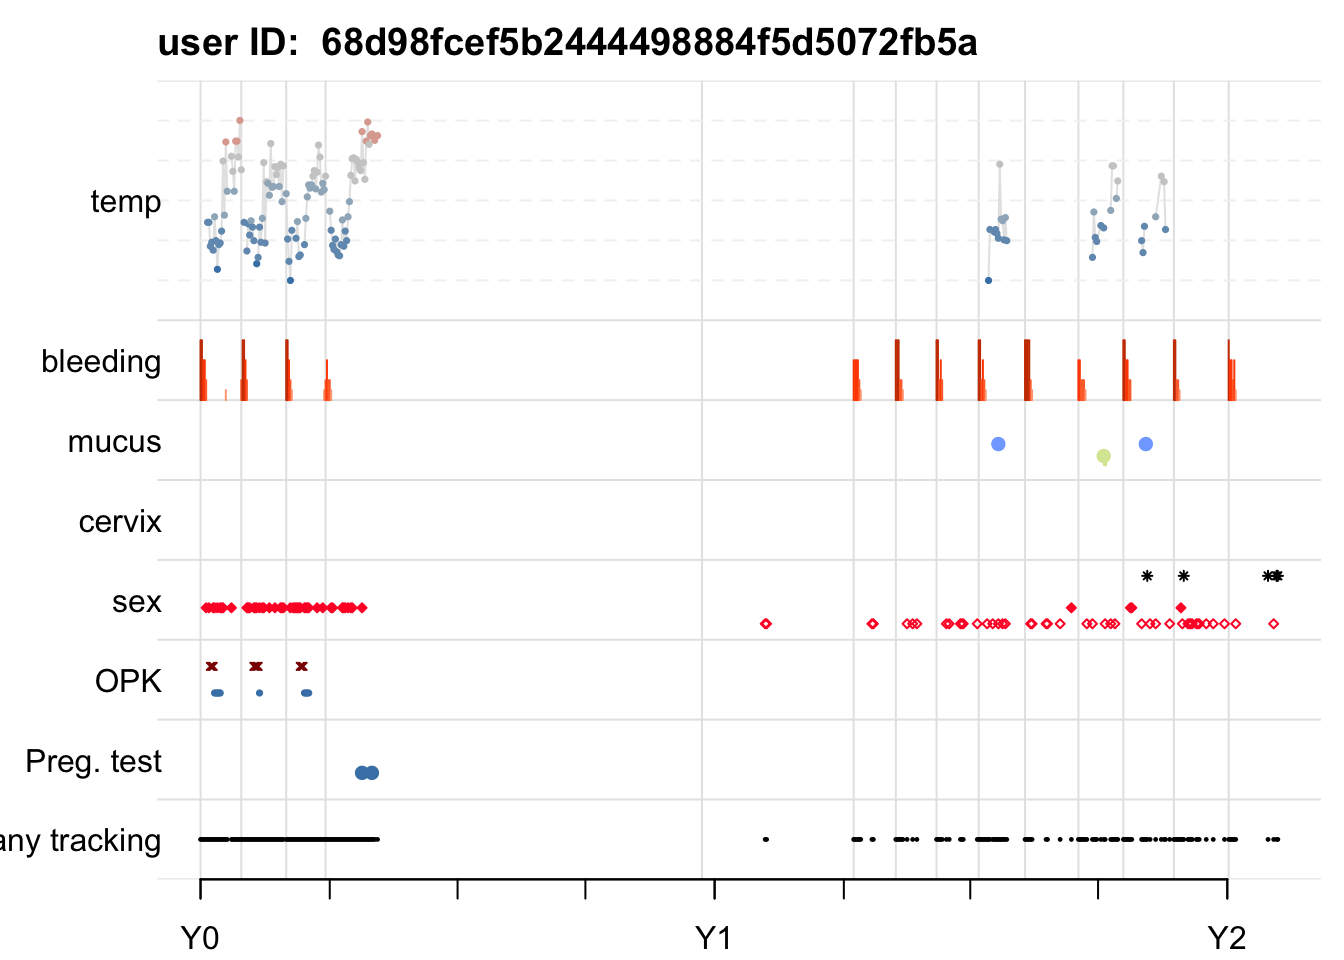 user ID: 68d98fcef5b2444498884f5d5072fb5a
temp
bleeding
mucus
cervix
sex
OPK
Preg. test
any tracking
Y0 Y1 Y2